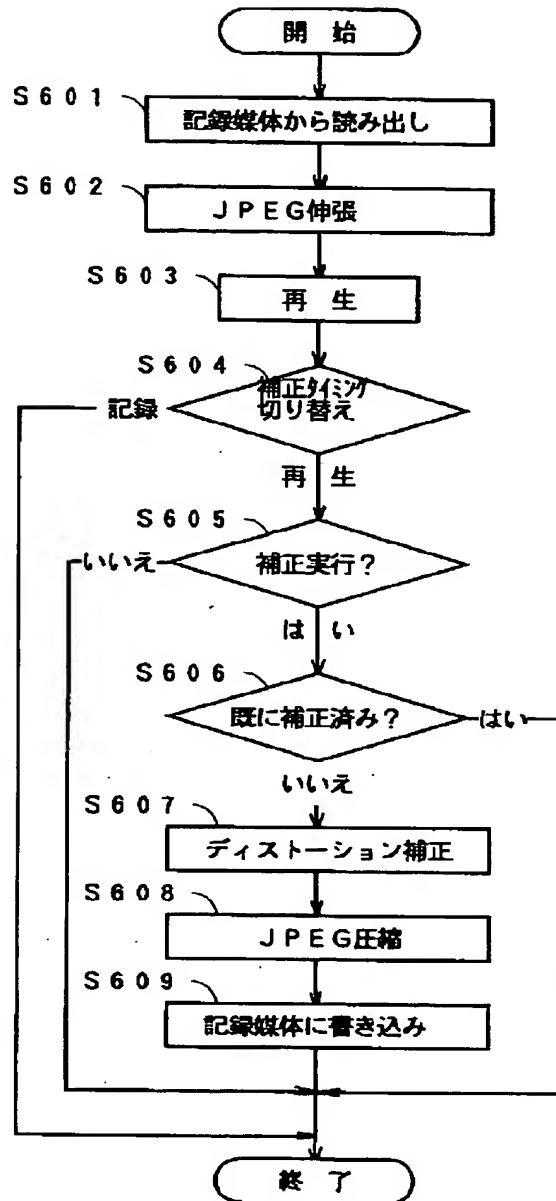 開 始
S601
記録媒体から読み出し
S602
JPEG伸張
S603
再 生
S604
補正タイミング
切り替え
記録
再 生
S605
補正実行？
いいえ
は い
S606
既に補正済み？
はい
いいえ
S607
ディストーション補正
S608
JPEG圧縮
S609
記録媒体に書き込み
終 了